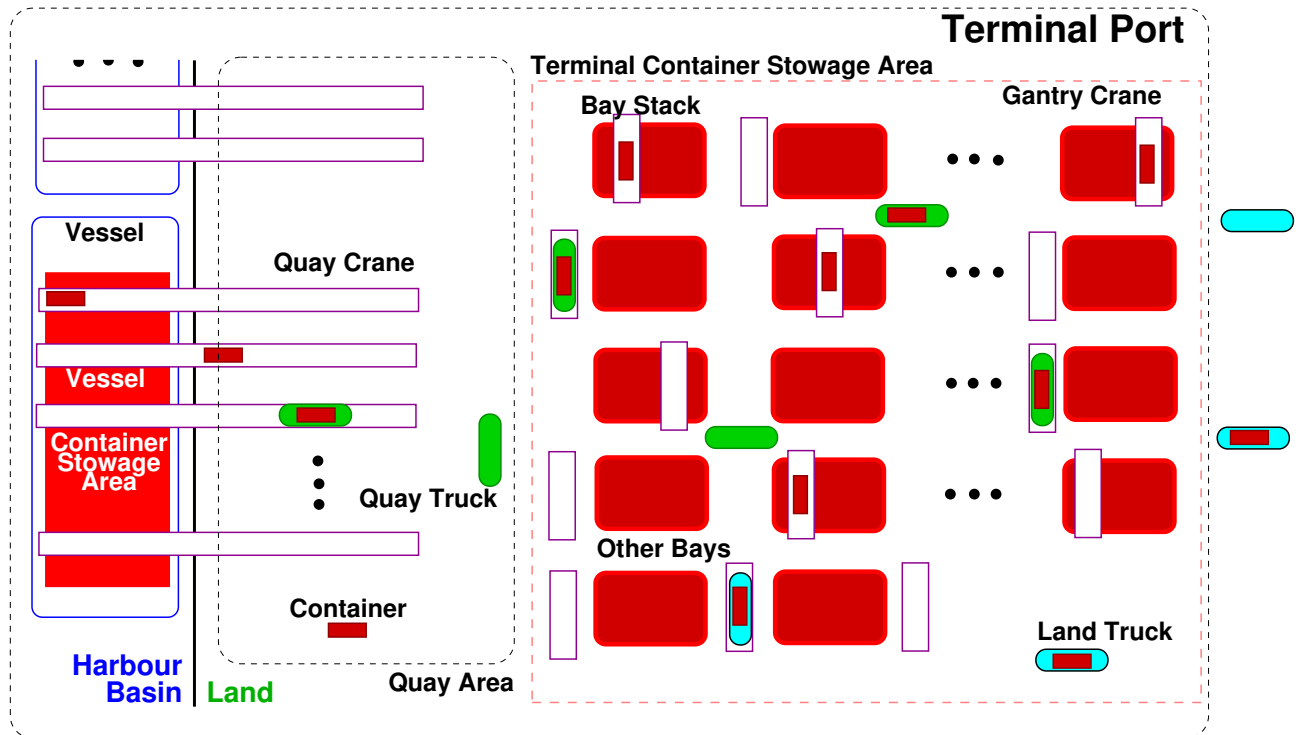 Terminal Port
Terminal Container Stowage Area
Bay Stack
Gantry Crane
Vessel
Quay Crane
Vessel
Container
Stowage
Area
Quay Truck
Other Bays
Container
Land Truck
Harbour
Basin
Land
Quay Area